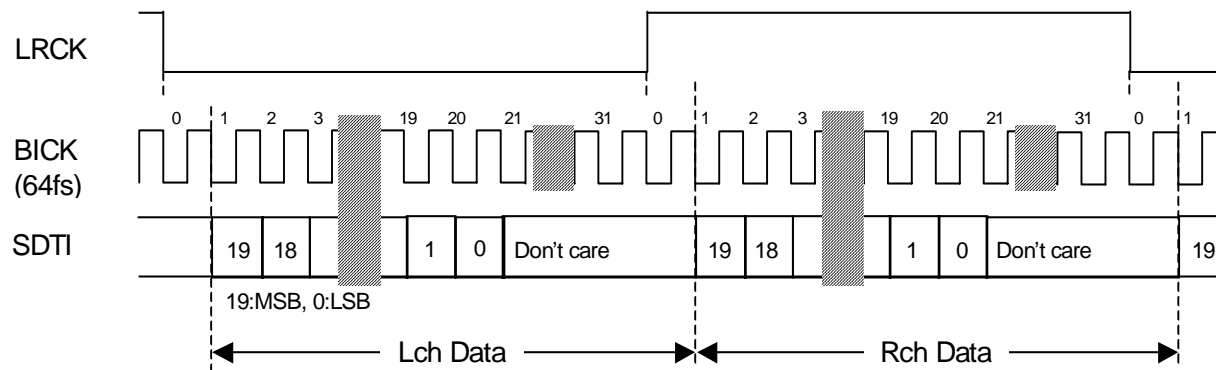 LRCK
0 1 2 3 19 20 21 31 0 1 2 3 19 20 21 31 0 1
BICK
(64fs)
SDTI 19 18 1 0 Don't care 19 18 1 0 Don't care 19
19:MSB, 0:LSB
Lch Data Rch Data